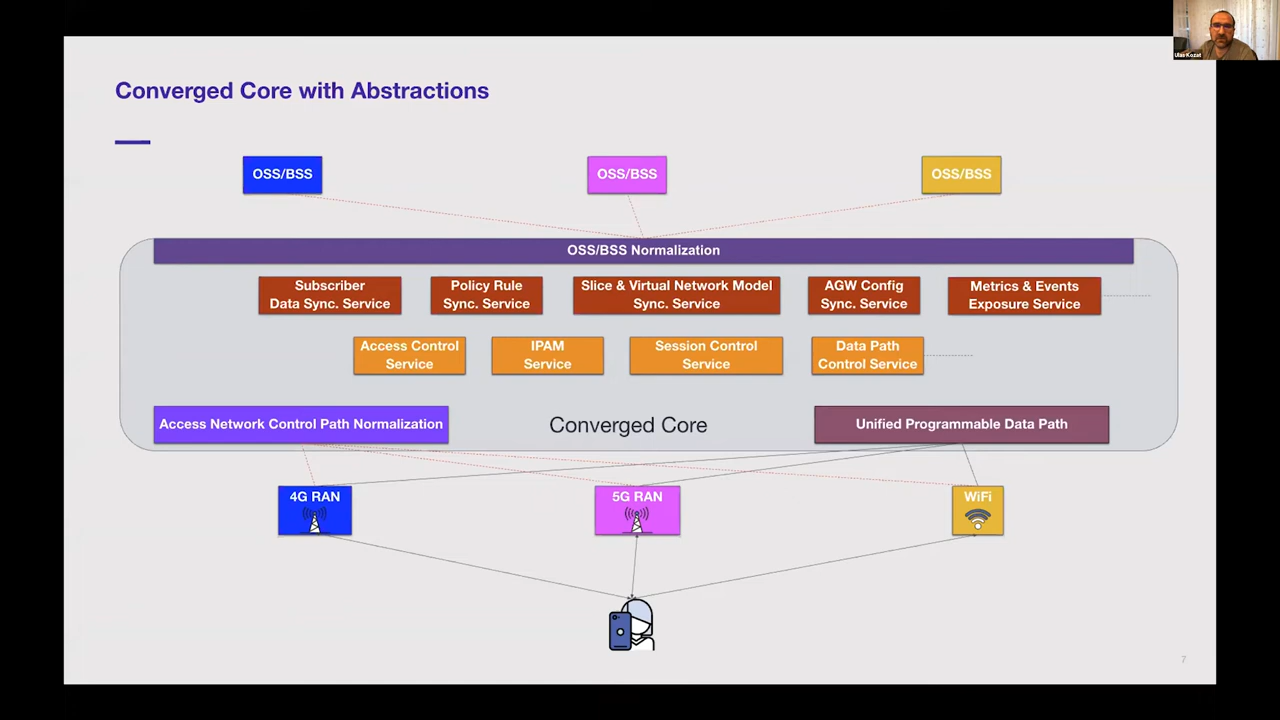 Ulas Kozat
Converged Core with Abstractions
OSS/BSS
OSS/BSS
OSS/BSS
OSS/BSS Normalization
Subscriber
Data Sync. Service
Policy Rule
Sync. Service
Slice & Virtual Network Model
Sync. Service
AGW Config
Sync. Service
Metrics & Events
Exposure Service
Access Control
Service
IPAM
Service
Session Control
Service
Data Path
Control Service
Access Network Control Path Normalization
Converged Core
Unified Programmable Data Path
4G RAN
5G RAN
WiFi
7